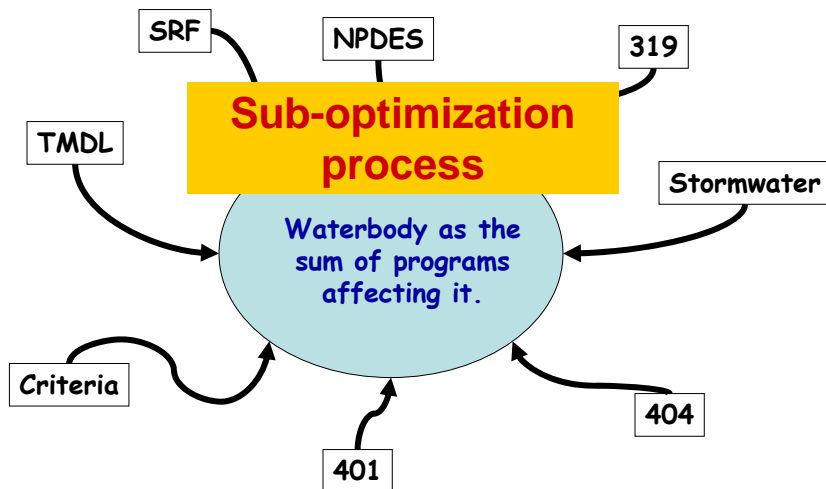 SRF
NPDES
319
Sub-optimization
process
TMDL
Stormwater
Waterbody as the
sum of programs
affecting it.
Criteria
404
401